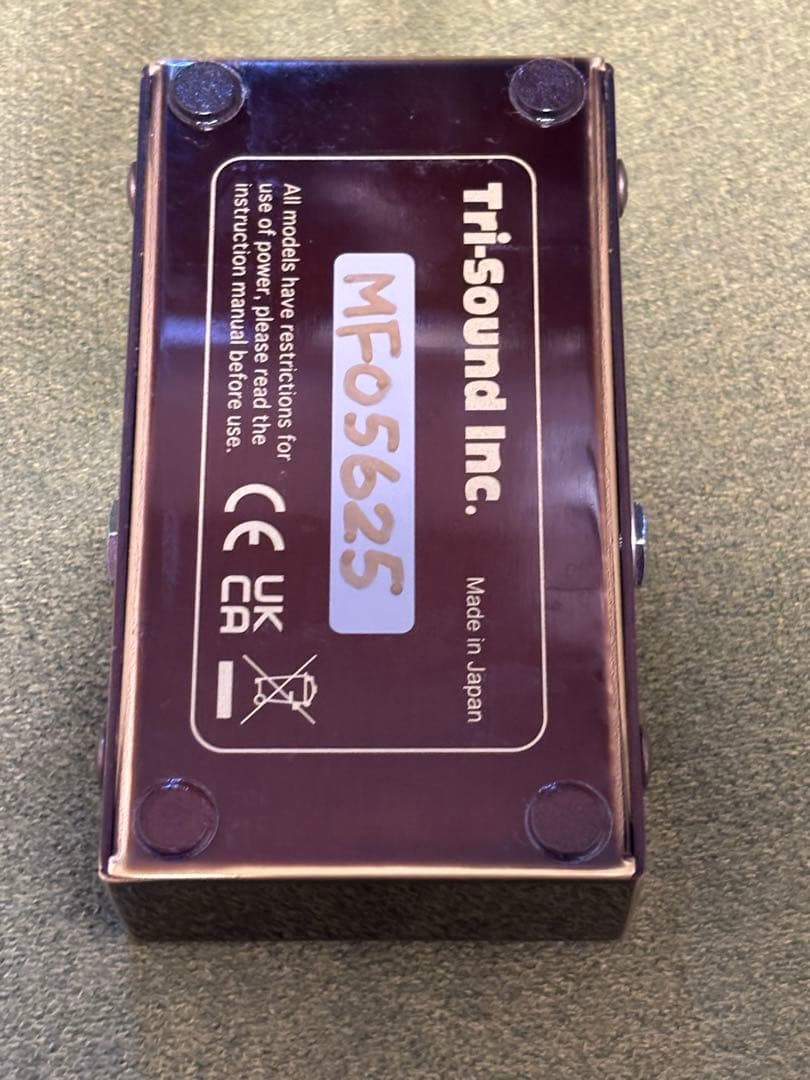 Tri-Sound Inc.
Made in Japan
MF05625
All models have restrictions for
use of power, please read the
instruction manual before use.
CE
UK
CA